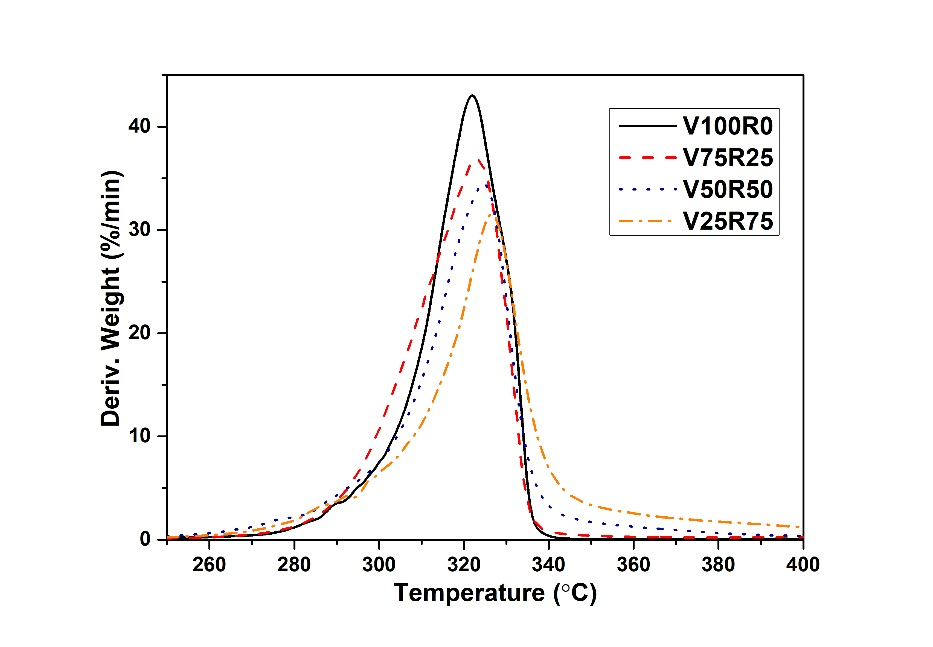 V100R0
V75R25
V50R50
V25R75
40
30
20
10
0
Deriv. Weight (%/min)
260 280 300 320 340 360 380 400
Temperature (°C)